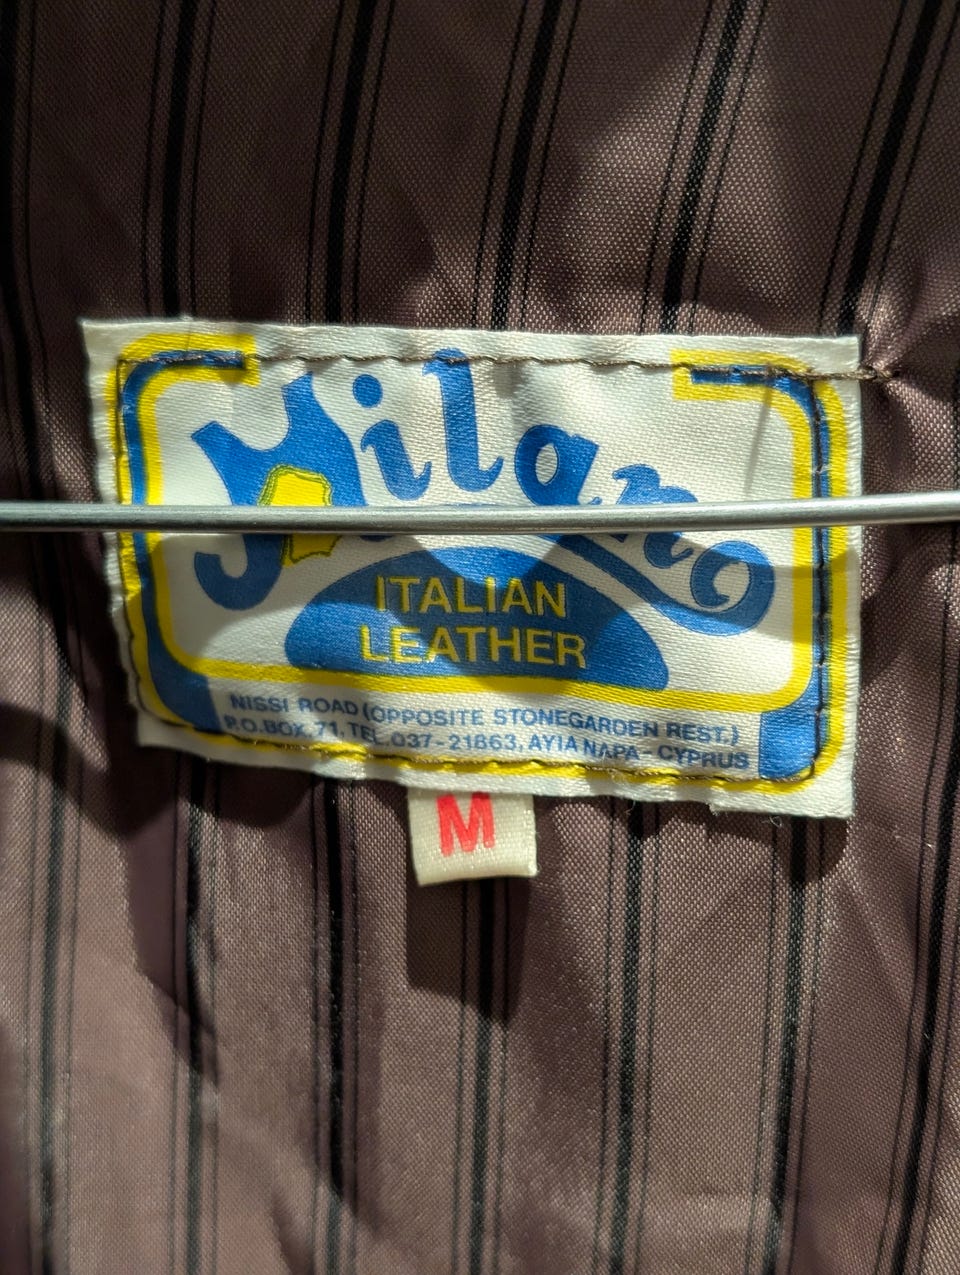 Milano
ITALIAN
LEATHER
NISSI ROAD (OPPOSITE STONEGARDEN REST.)
P.O.BOX. 71, TEL.037-21863, AYIA NAPA - CYPRUS
M